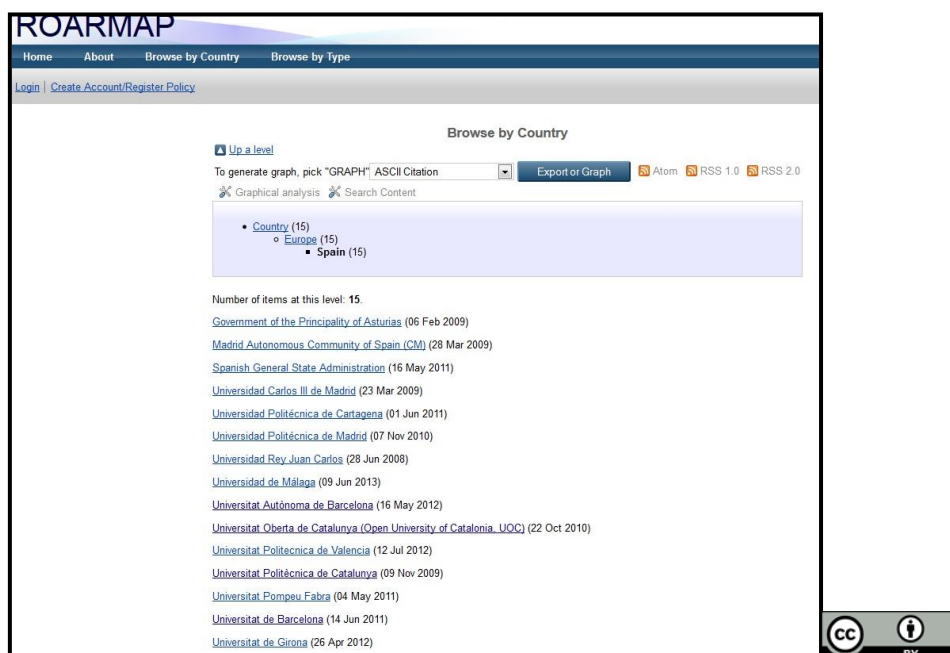 ROARMAP
Home About Browse by Country Browse by Type
Login | Create Account/Register Policy
Browse by Country
Up a level
To generate graph, pick "GRAPH" ASCII Citation Export or Graph Atom RSS 1.0 RSS 2.0
Graphical analysis Search Content
• Country (15)
o Europe (15)
▪ Spain (15)
Number of items at this level: 15.
Government of the Principality of Asturias (06 Feb 2009)
Madrid Autonomous Community of Spain (CM) (28 Mar 2009)
Spanish General State Administration (16 May 2011)
Universidad Carlos III de Madrid (23 Mar 2009)
Universidad Politécnica de Cartagena (01 Jun 2011)
Universidad Politécnica de Madrid (07 Nov 2010)
Universidad Rey Juan Carlos (28 Jun 2008)
Universidad de Málaga (09 Jun 2013)
Universitat Autònoma de Barcelona (16 May 2012)
Universitat Oberta de Catalunya (Open University of Catalonia, UOC) (22 Oct 2010)
Universitat Politecnica de Valencia (12 Jul 2012)
Universitat Politècnica de Catalunya (09 Nov 2009)
Universitat Pompeu Fabra (04 May 2011)
Universitat de Barcelona (14 Jun 2011)
Universitat de Girona (26 Apr 2012)
cc
BY